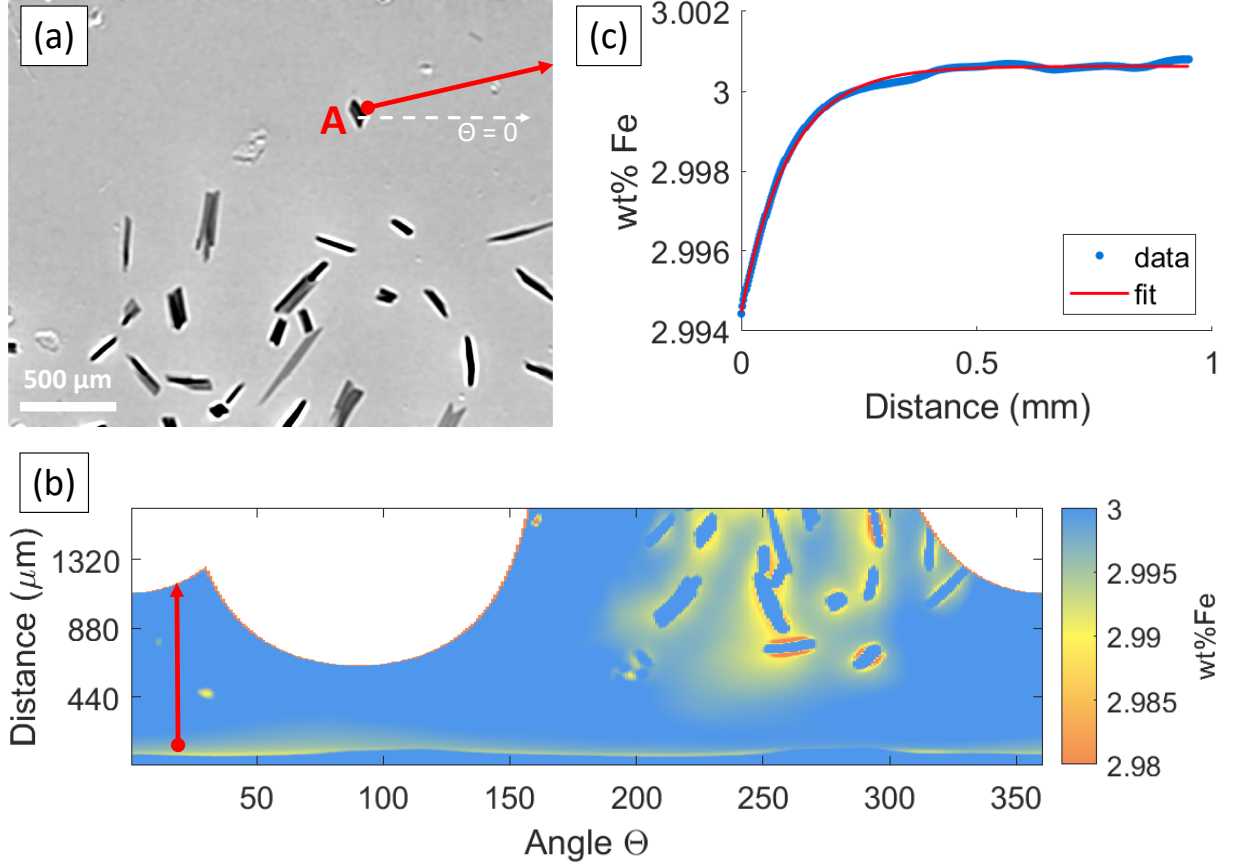 (a)
A
Θ = 0
500 µm
(c)
wt% Fe
3.002
3
2.998
2.996
2.994
0
0.5
1
Distance (mm)
data
fit
(b)
Distance (μm)
1320
880
440
50
100
150
200
250
300
350
Angle Θ
3
2.995
2.99
2.985
2.98
wt%Fe